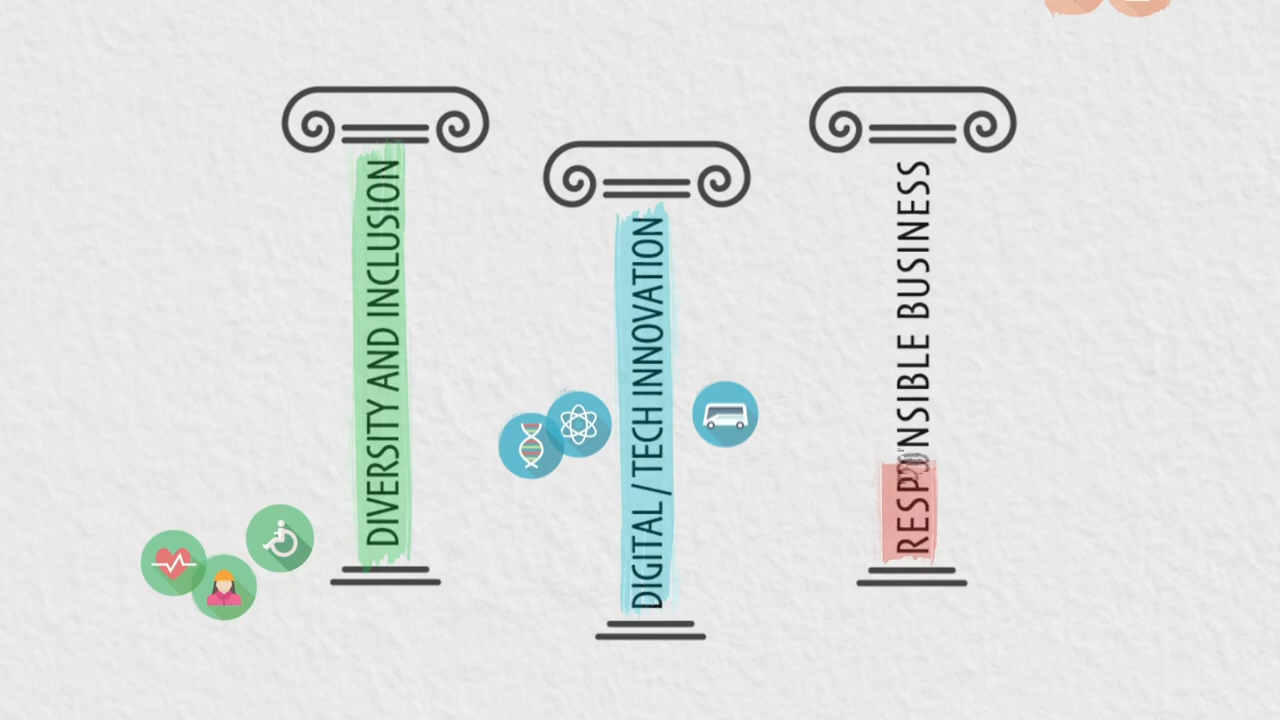 DIVERSITY AND INCLUSION
DIGITAL / TECH INNOVATION
RESPONSIBLE BUSINESS